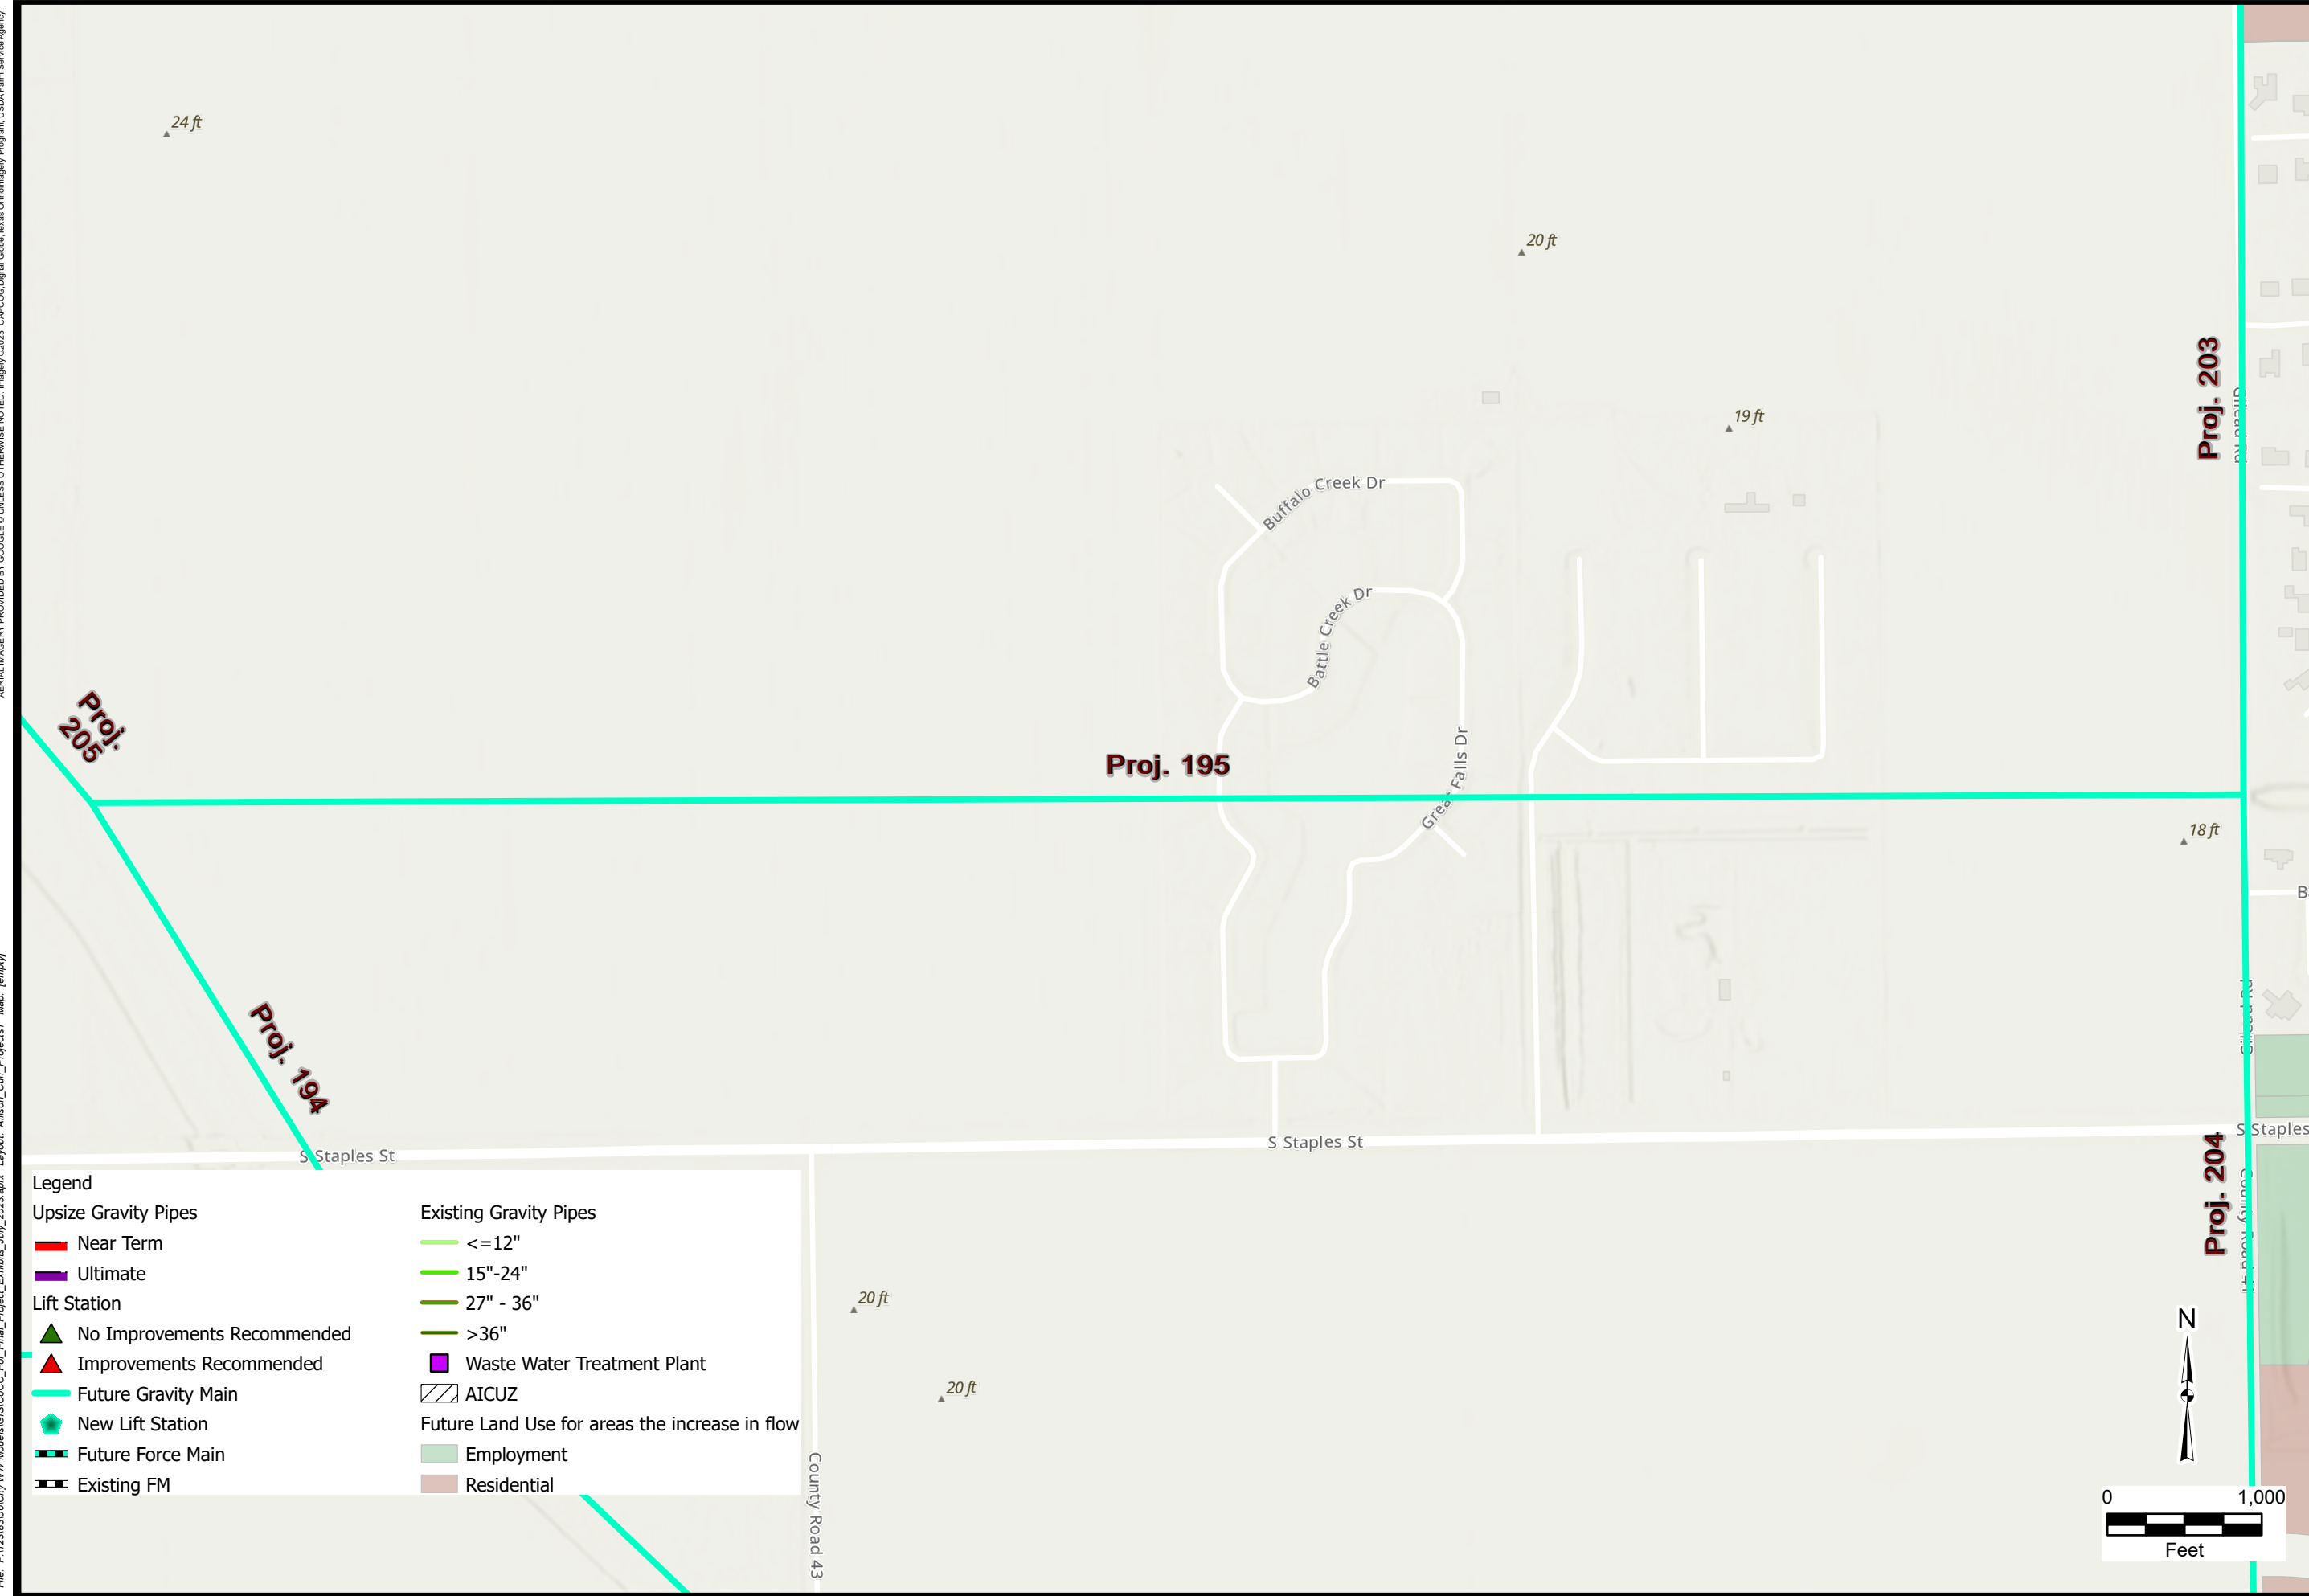 24 ft
20 ft
19 ft
Proj. 203
Buffalo Creek Dr
Battle Creek Dr
Proj.
205
Proj. 195
Great Falls Dr
18 ft
Proj. 194
S Staples St
S Staples St
S Staples
Proj. 204
20 ft
20 ft
County Road 43
Legend
Upsize Gravity Pipes
Near Term
Ultimate
Lift Station
No Improvements Recommended
Improvements Recommended
Future Gravity Main
New Lift Station
Future Force Main
Existing FM
Existing Gravity Pipes
<=12"
15"-24"
27" - 36"
>36"
Waste Water Treatment Plant
AICUZ
Future Land Use for areas the increase in flow
Employment
Residential
N
0 1,000
Feet